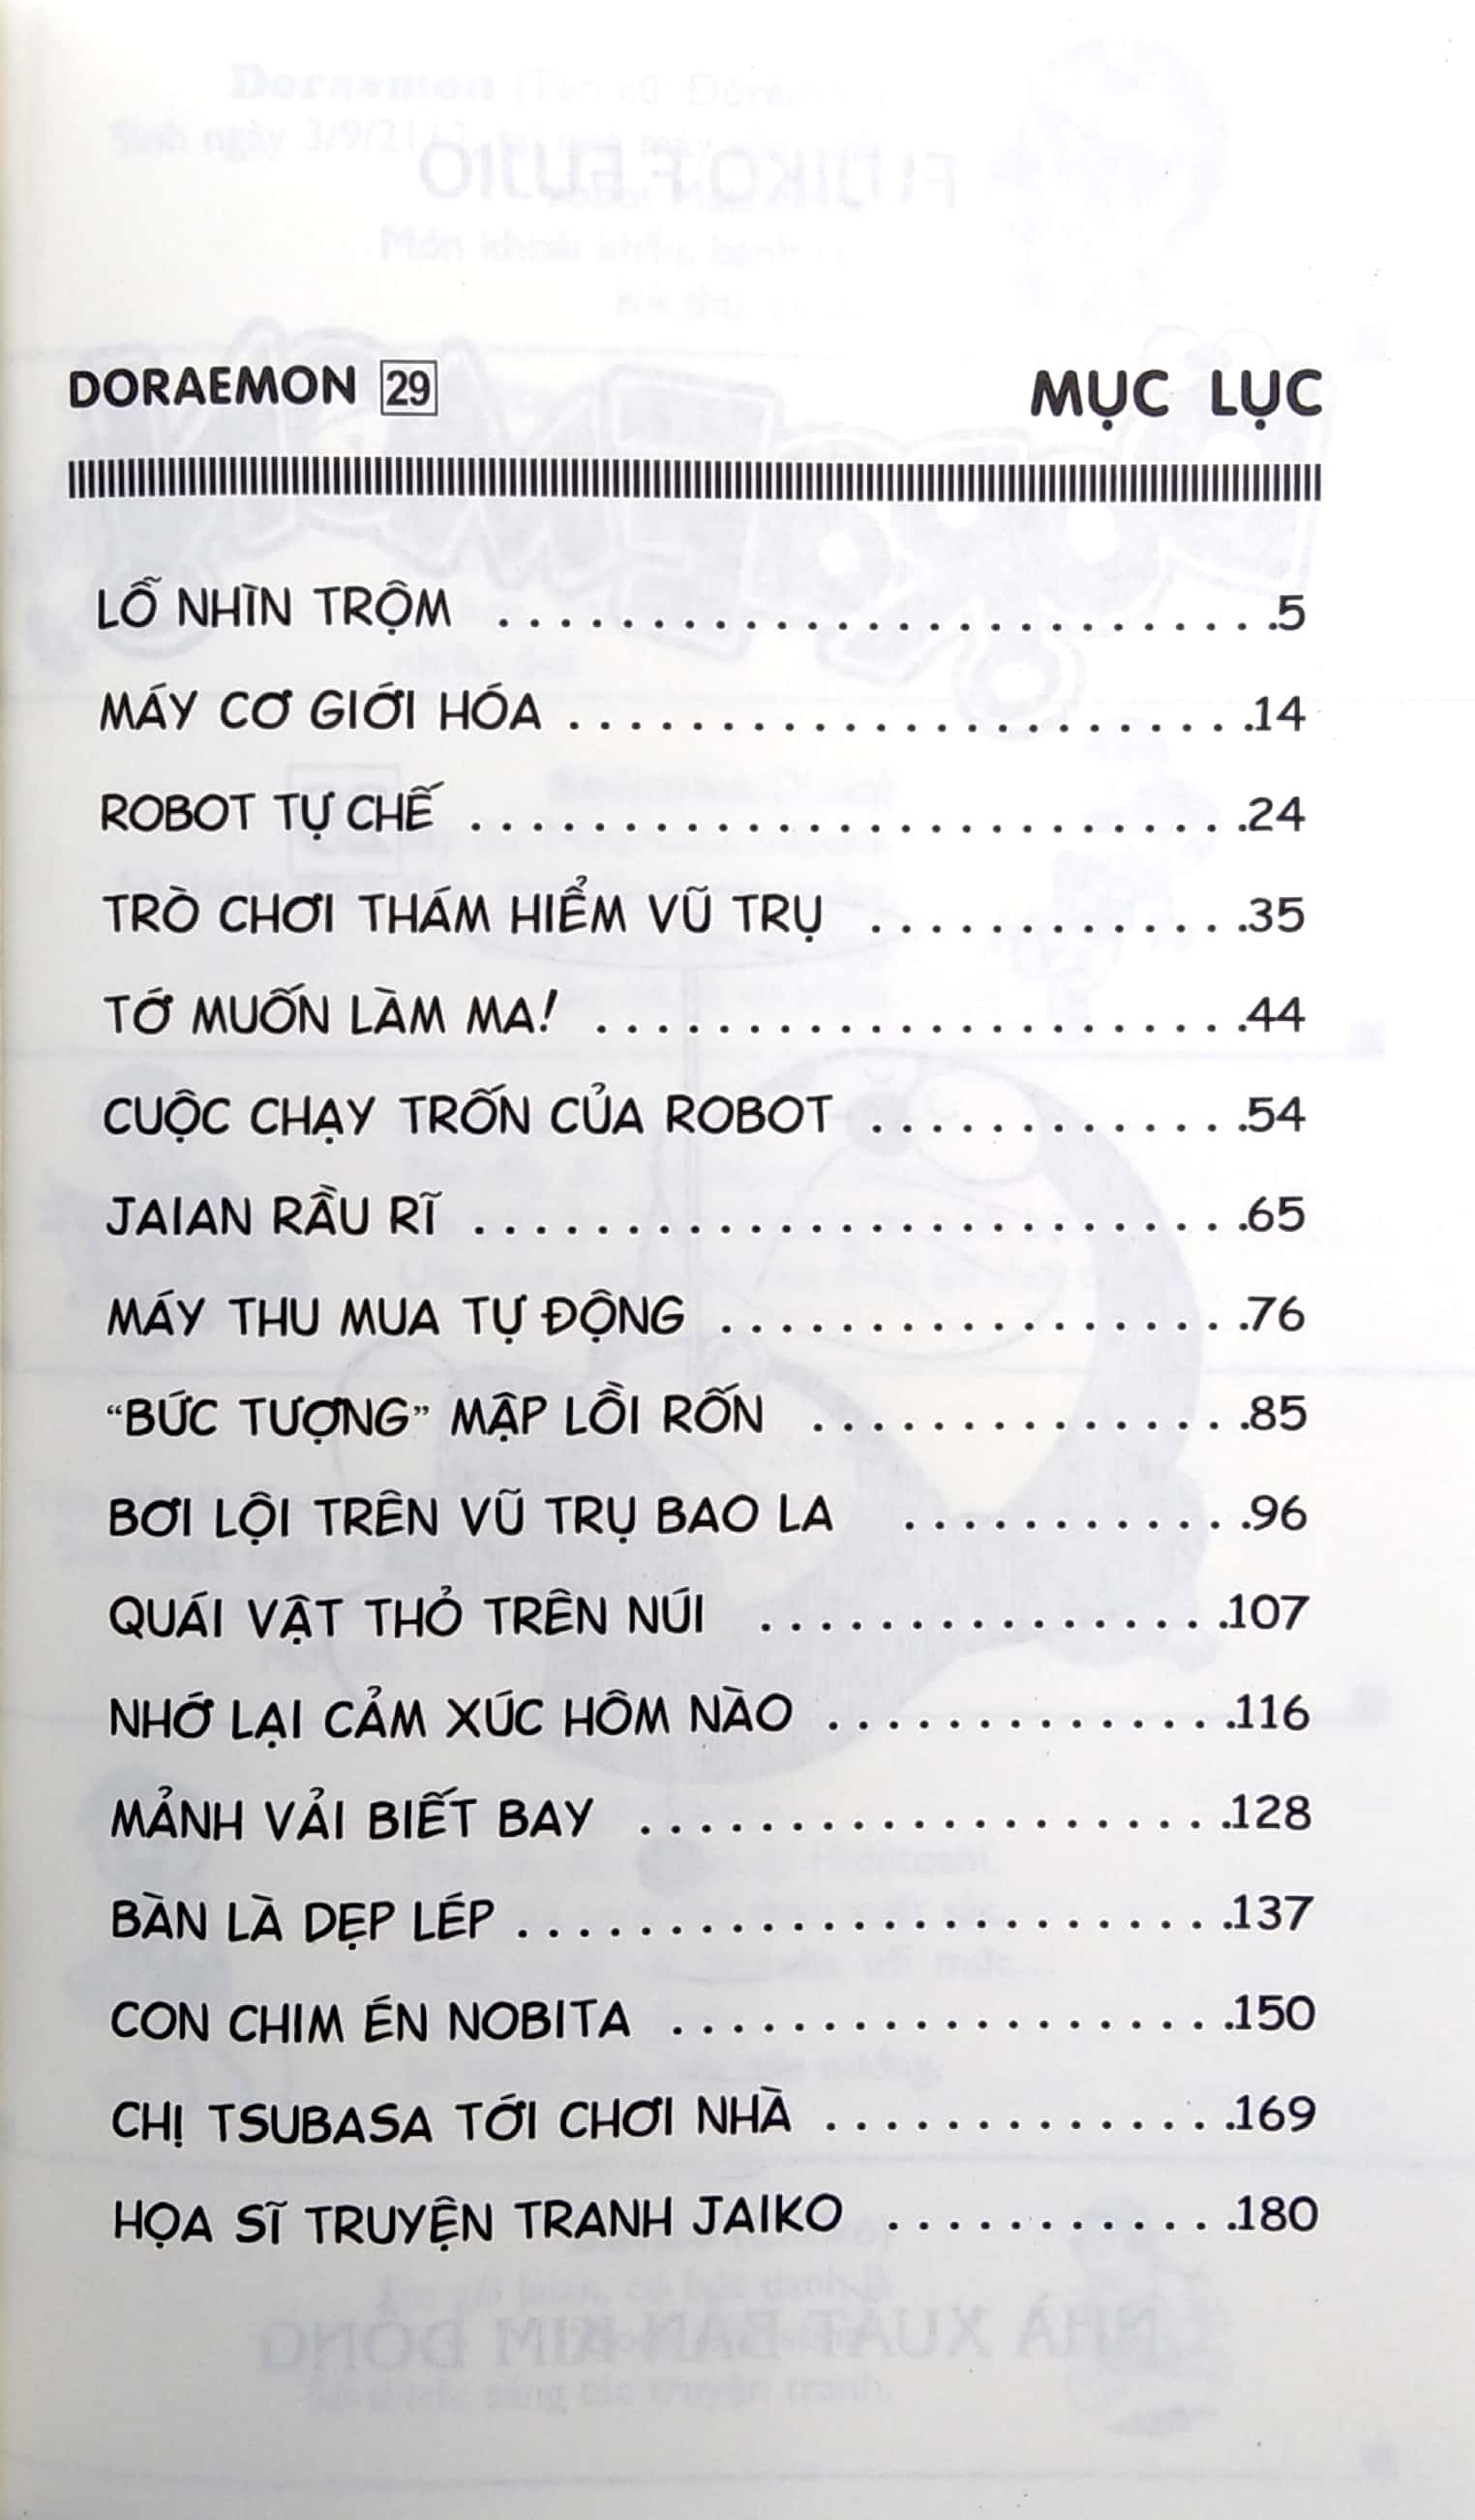 DORAEMON 29 MỤC LỤC
LỖ NHÌN TRỘM . . . . . . . . . . . . . . . . . . . . . . . . . .5
MÁY CƠ GIỚI HÓA . . . . . . . . . . . . . . . . . . . . . . .14
ROBOT TỰ CHẾ . . . . . . . . . . . . . . . . . . . . . . . . . .24
TRÒ CHƠI THÁM HIỂM VŨ TRỤ . . . . . . . . . . . . .35
TỚ MUỐN LÀM MA! . . . . . . . . . . . . . . . . . . . . . .44
CUỘC CHẠY TRỐN CỦA ROBOT . . . . . . . . . . . . .54
JAIAN RẦU RĨ . . . . . . . . . . . . . . . . . . . . . . . . . .65
MÁY THU MUA TỰ ĐỘNG . . . . . . . . . . . . . . . . . .76
“BỨC TƯỢNG” MẬP LỒI RỐN . . . . . . . . . . . . . . .85
BƠI LỘI TRÊN VŨ TRỤ BAO LA . . . . . . . . . . . .96
QUÁI VẬT THỎ TRÊN NÚI . . . . . . . . . . . . . . . .107
NHỚ LẠI CẢM XÚC HÔM NÀO . . . . . . . . . . . . . .116
MẢNH VẢI BIẾT BAY . . . . . . . . . . . . . . . . . . . .128
BÀN LÀ DẸP LÉP . . . . . . . . . . . . . . . . . . . . . . . .137
CON CHIM ÉN NOBITA . . . . . . . . . . . . . . . . . . .150
CHỊ TSUBASA TỚI CHƠI NHÀ . . . . . . . . . . . . . .169
HỌA SĨ TRUYỆN TRANH JAIKO . . . . . . . . . . . .180